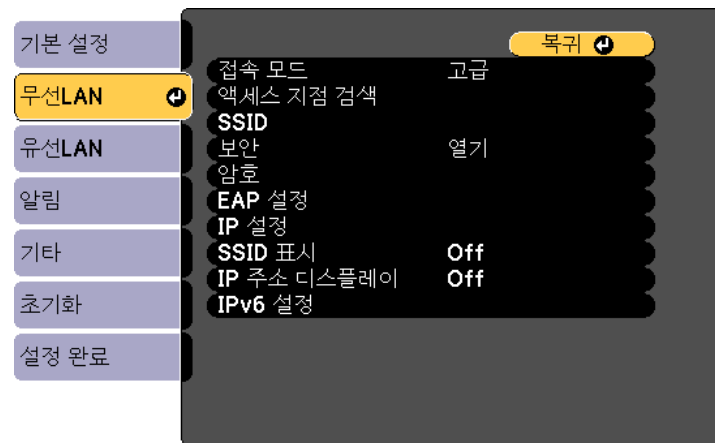 기본 설정
무선LAN
유선LAN
알림
기타
초기화
설정 완료
복귀
접속 모드 고급
액세스 지점 검색
SSID
보안 열기
암호
EAP 설정
IP 설정
SSID 표시 Off
IP 주소 디스플레이 Off
IPv6 설정